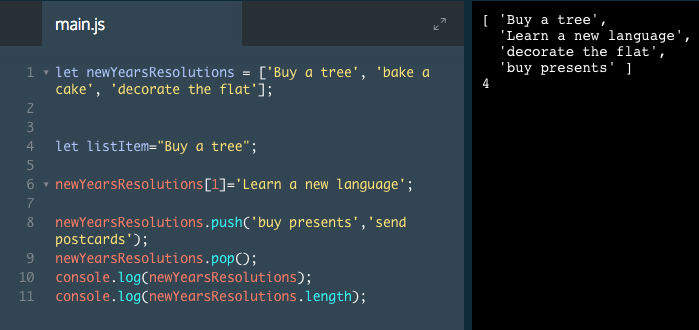 main.js
1 let newYearsResolutions = ['Buy a tree', 'bake a
cake', 'decorate the flat'];
2
3
4 let listItem="Buy a tree";
5
6 newYearsResolutions[1]='Learn a new language';
7
8 newYearsResolutions.push('buy presents','send
postcards');
9 newYearsResolutions.pop();
10 console.log(newYearsResolutions);
11 console.log(newYearsResolutions.length);
[ 'Buy a tree',
'Learn a new language',
'decorate the flat',
'buy presents' ]
4